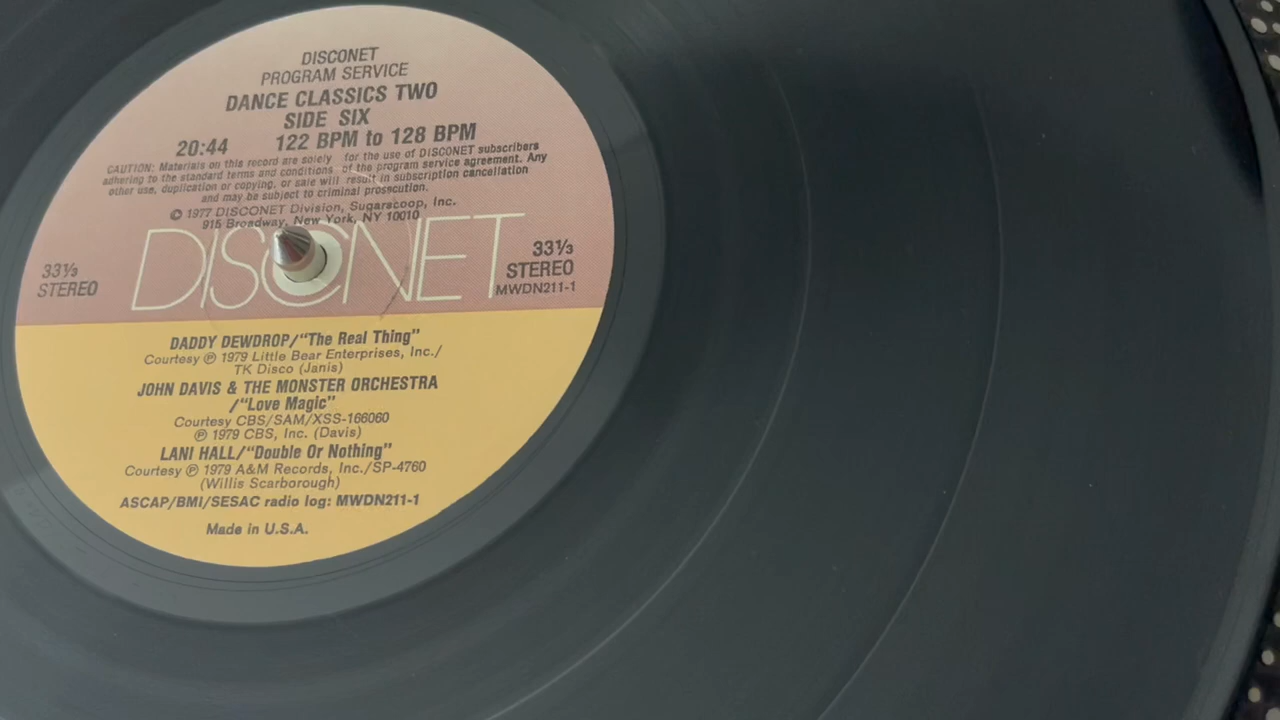 DISCONET
PROGRAM SERVICE
DANCE CLASSICS TWO
SIDE SIX
20:44 122 BPM to 128 BPM
CAUTION: Materials on this record are solely for the use of DISCONET subscribers
adhering to the standard terms and conditions of the program service agreement. Any
other use, duplication or copying, or sale will result in subscription cancellation
and may be subject to criminal prosecution.
© 1977 DISCONET Division, Sugarscoop, Inc.
915 Broadway, New York, NY 10010
DISCONET
33⅓
STEREO
33⅓
STEREO
MWDN211-1
DADDY DEWDROP/“The Real Thing”
Courtesy ℗ 1979 Little Bear Enterprises, Inc./
TK Disco (Janis)
JOHN DAVIS & THE MONSTER ORCHESTRA
/“Love Magic”
Courtesy CBS/SAM/XSS-166060
℗ 1979 CBS, Inc. (Davis)
LANI HALL/“Double Or Nothing”
Courtesy ℗ 1979 A&M Records, Inc./SP-4760
(Willis Scarborough)
ASCAP/BMI/SESAC radio log: MWDN211-1
Made in U.S.A.